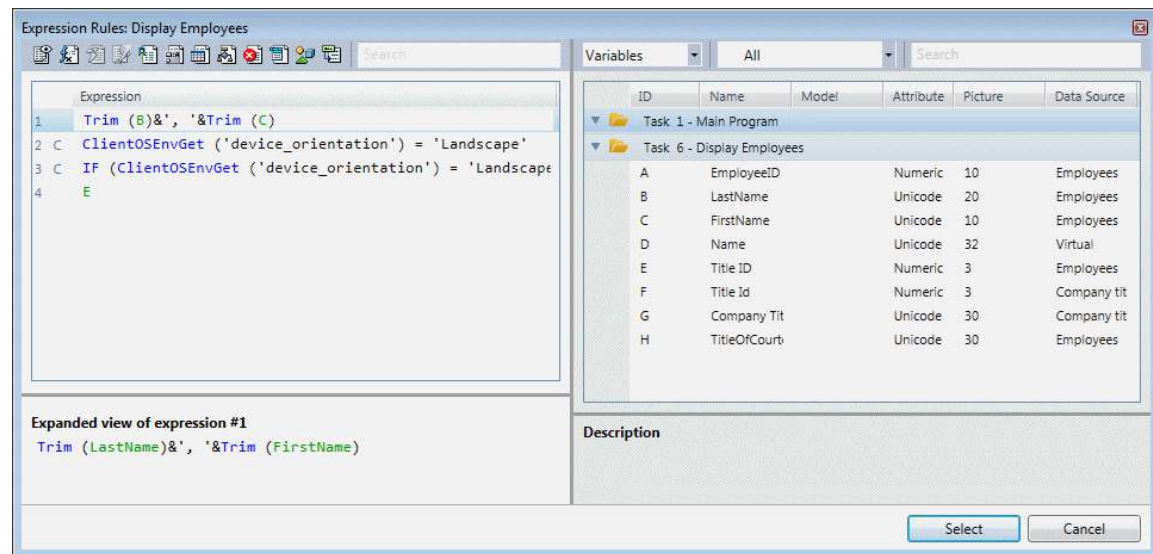 Expression Rules: Display Employees
Search
Variables
All
Search
Expression
1 Trim (B)&', '&Trim (C)
2 C ClientOSEnvGet ('device_orientation') = 'Landscape'
3 C IF (ClientOSEnvGet ('device_orientation') = 'Landscape
4 E
ID Name Model Attribute Picture Data Source
Task 1 - Main Program
Task 6 - Display Employees
A EmployeeID Numeric 10 Employees
B LastName Unicode 20 Employees
C FirstName Unicode 10 Employees
D Name Unicode 32 Virtual
E Title ID Numeric 3 Employees
F Title Id Numeric 3 Company tit
G Company Tit Unicode 30 Company tit
H TitleOfCourt Unicode 30 Employees
Expanded view of expression #1
Trim (LastName)&', '&Trim (FirstName)
Description
Select
Cancel